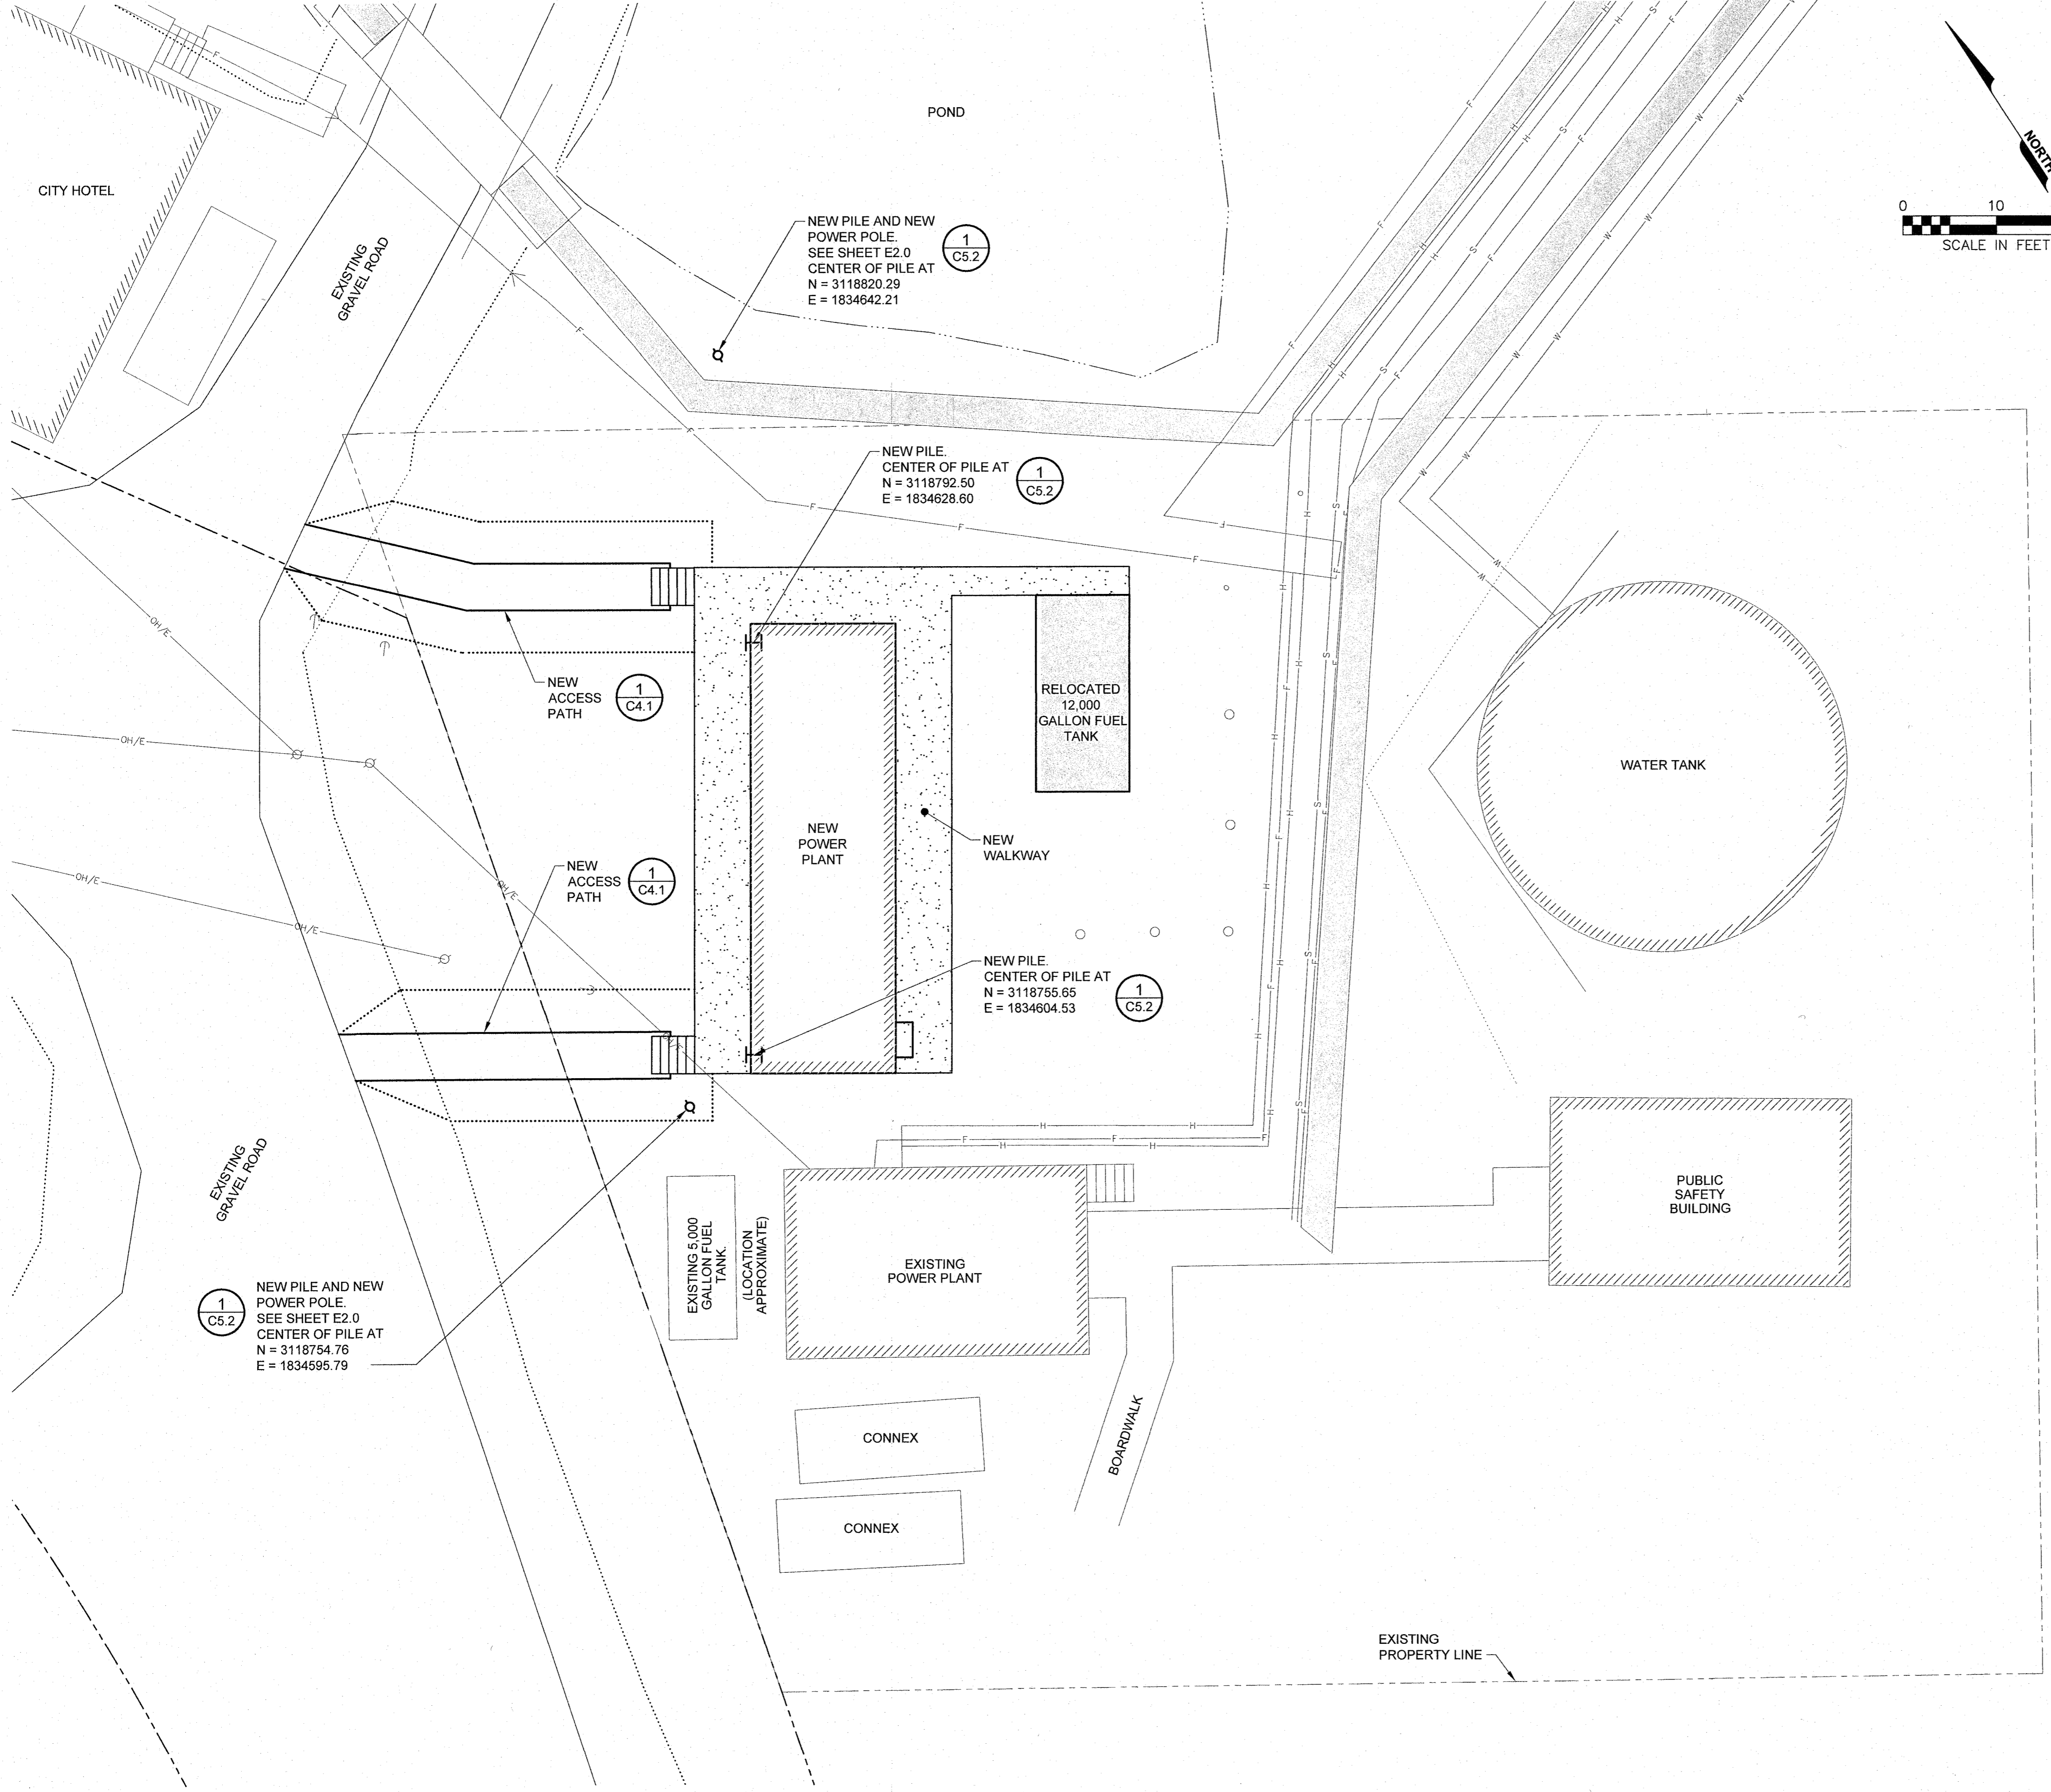 POND
NORTH
0 10
SCALE IN FEET
CITY HOTEL
EXISTING
GRAVEL ROAD
NEW PILE AND NEW
POWER POLE.
SEE SHEET E2.0
CENTER OF PILE AT
N = 3118820.29
E = 1834642.21
1
C5.2
NEW PILE.
CENTER OF PILE AT
N = 3118792.50
E = 1834628.60
1
C5.2
NEW
ACCESS
PATH
1
C4.1
RELOCATED
12,000
GALLON FUEL
TANK
WATER TANK
NEW
POWER
PLANT
NEW
WALKWAY
NEW
ACCESS
PATH
1
C4.1
NEW PILE.
CENTER OF PILE AT
N = 3118755.65
E = 1834604.53
1
C5.2
OH/E
OH/E
OH/E
OH/E
OH/E
EXISTING
GRAVEL ROAD
EXISTING 5,000
GALLON FUEL
TANK.
(LOCATION
APPROXIMATE)
EXISTING
POWER PLANT
PUBLIC
SAFETY
BUILDING
1
C5.2
NEW PILE AND NEW
POWER POLE.
SEE SHEET E2.0
CENTER OF PILE AT
N = 3118754.76
E = 1834595.79
CONNEX
CONNEX
BOARDWALK
EXISTING
PROPERTY LINE